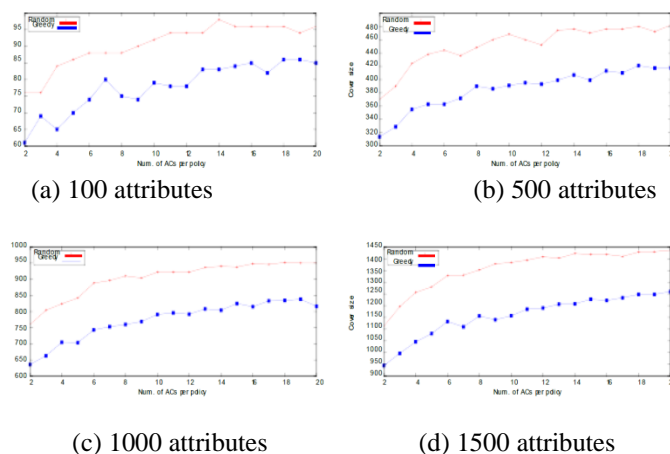 Random
Greedy
95
90
85
80
75
70
65
60
2 4 6 8 10 12 14 16 18 20
Num. of ACs per policy
(a) 100 attributes
Random
Greedy
Cover size
480
460
440
420
400
380
360
340
320
300
2 4 6 8 10 12 14 16 18
Num. of ACs per policy
(b) 500 attributes
Random
Greedy
1000
950
900
850
800
750
700
650
600
2 4 6 8 10 12 14 16 18 20
Num. of ACs per policy
(c) 1000 attributes
Random
Greedy
Cover size
1450
1400
1300
1200
1100
1000
950
900
2 4 6 8 10 12 14 16 18
Num. of ACs per policy
(d) 1500 attributes